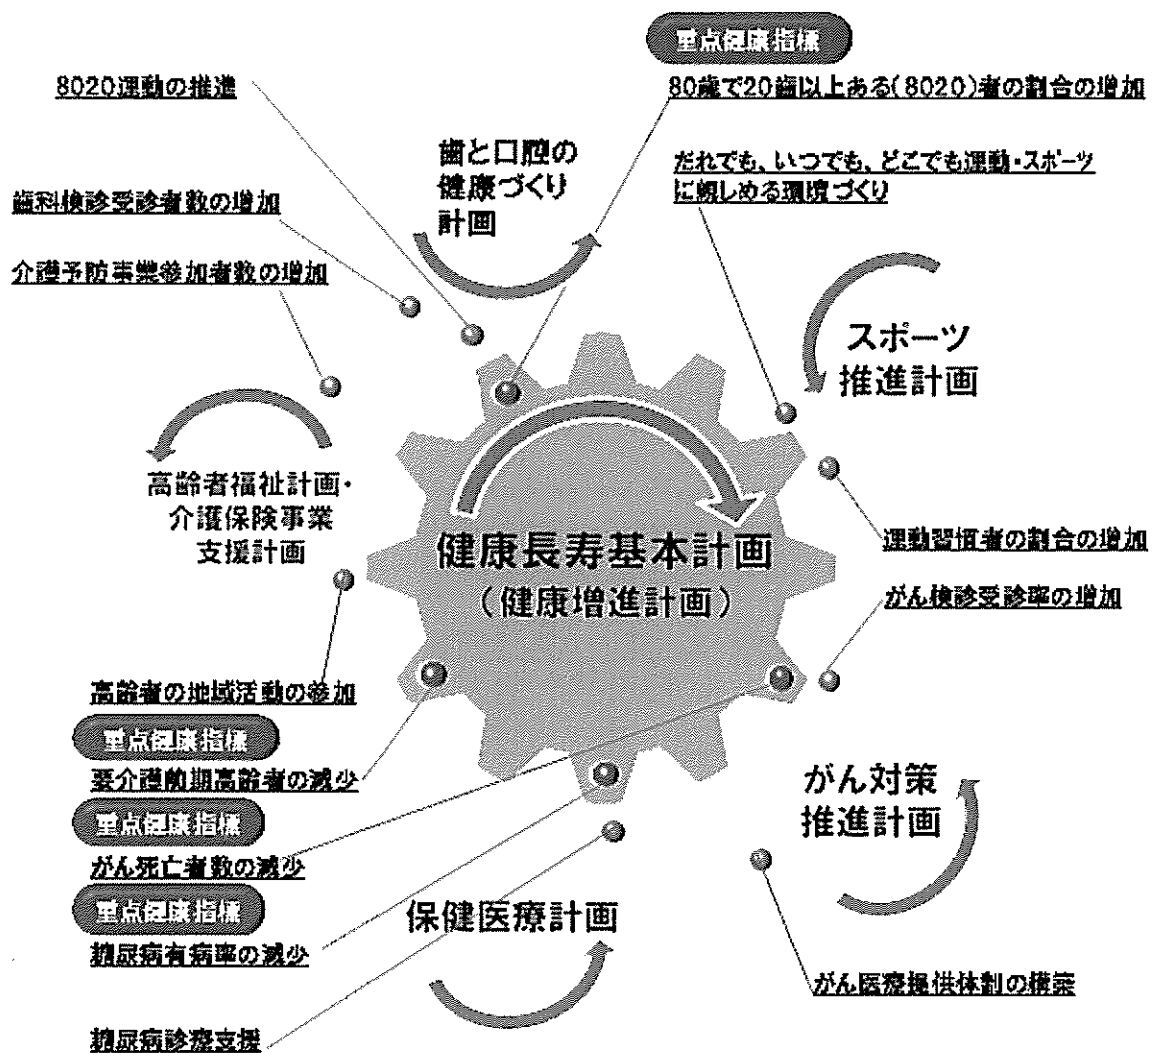 重点健康指標
8020運動の推進
80歳で20歯以上ある(8020)者の割合の増加
歯と口腔の
健康づくり
計画
だれでも、いつでも、どこでも運動・スポーツ
に親しめる環境づくり
歯科検診受診者数の増加
介護予防事業参加者数の増加
スポーツ
推進計画
高齢者福祉計画・
介護保険事業
支援計画
健康長寿基本計画
（健康増進計画）
運動習慣者の割合の増加
がん検診受診率の増加
高齢者の地域活動の参加
重点健康指標
要介護前期高齢者の減少
重点健康指標
がん死亡者数の減少
重点健康指標
糖尿病有病率の減少
糖尿病診療支援
保健医療計画
がん対策
推進計画
がん医療提供体制の構築